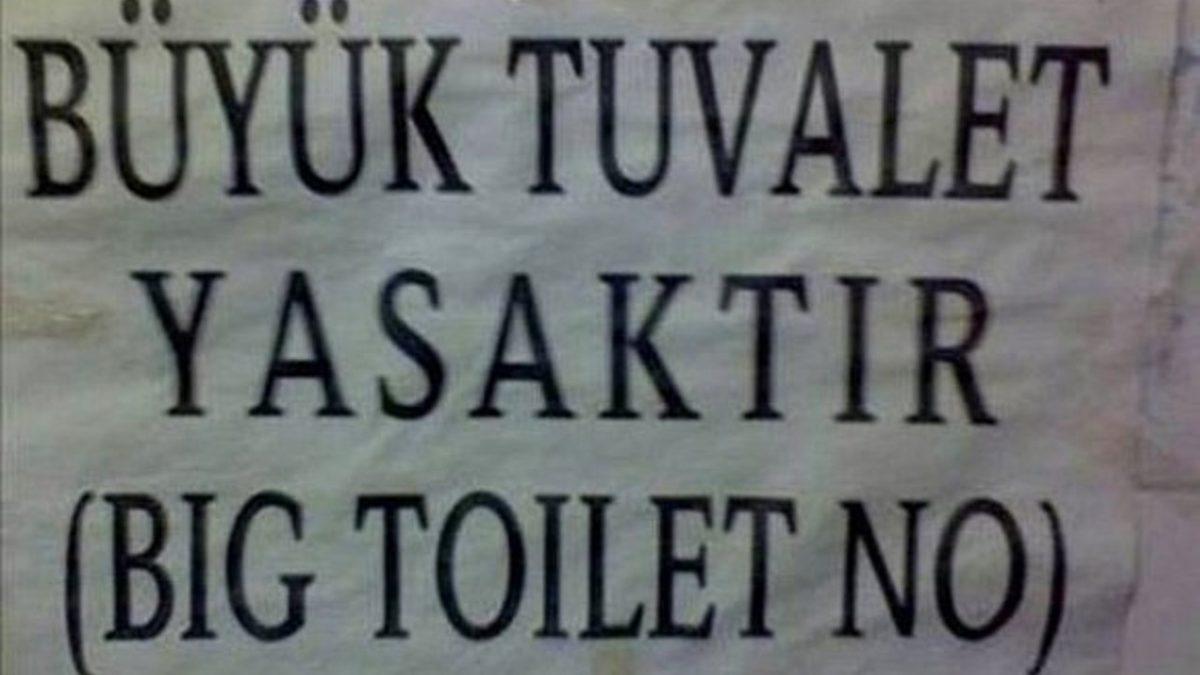 BÜYÜK TUVALET
YASAKTIR
(BIG TOILET NO)